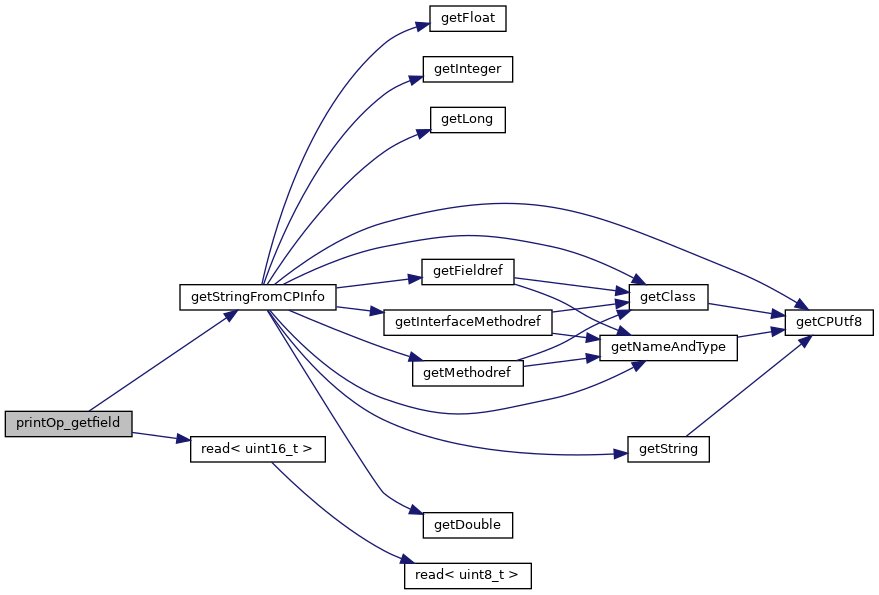 getFloat
getInteger
getLong
getFieldref
getClass
getStringFromCPInfo
getInterfaceMethodref
getCPUtf8
getNameAndType
getMethodref
printOp_getfield
read< uint16_t >
getString
getDouble
read< uint8_t >